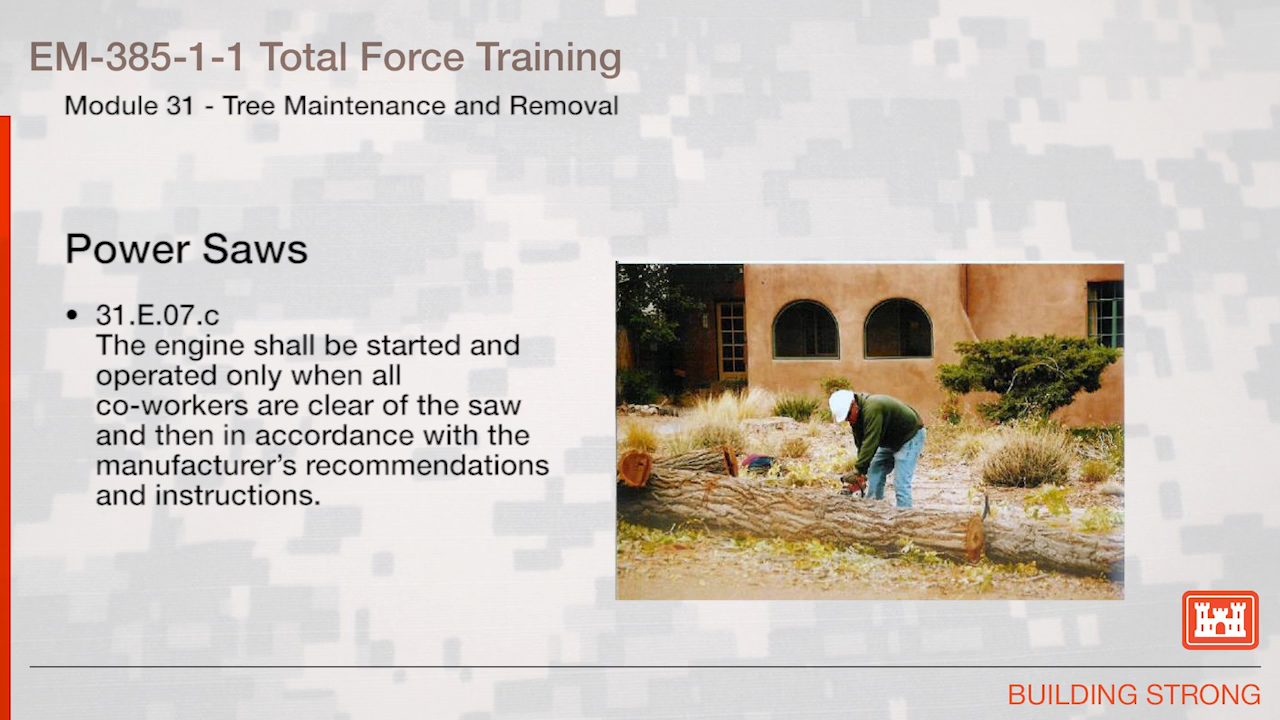 EM-385-1-1 Total Force Training
Module 31 - Tree Maintenance and Removal
Power Saws
• 31.E.07.c
The engine shall be started and
operated only when all
co-workers are clear of the saw
and then in accordance with the
manufacturer’s recommendations
and instructions.
BUILDING STRONG